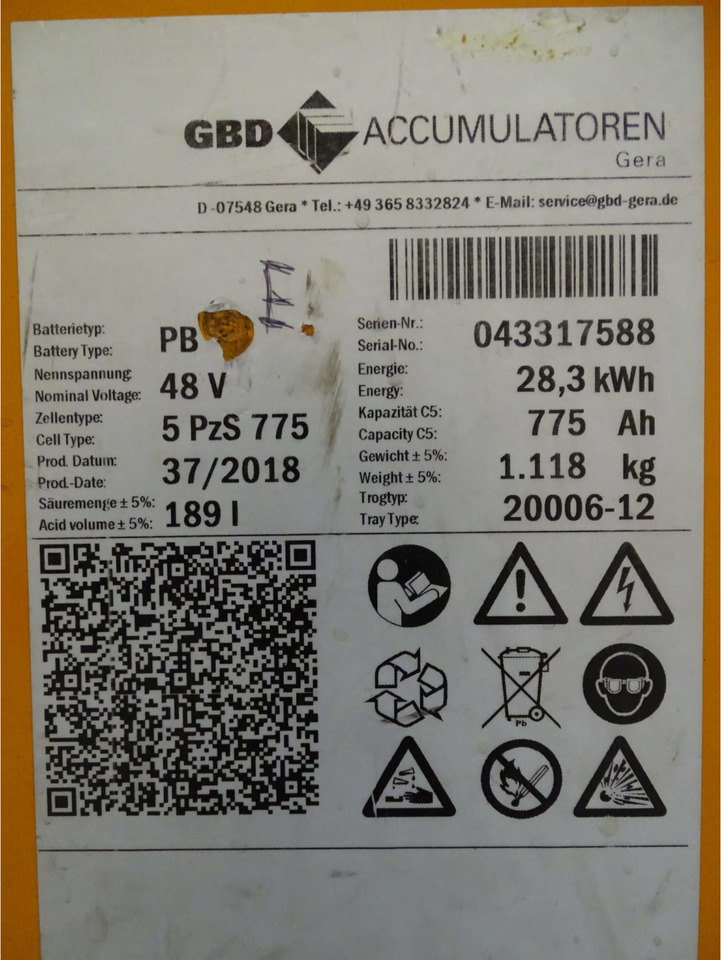 GBD ACCUMULATOREN
Gera
D-07548 Gera * Tel.: +49 365 8332824 * E-Mail: service@gbd-gera.de
Batterietyp:
Battery Type: PB
Nennspannung:
Nominal Voltage: 48 V
Zellentype:
Cell Type: 5 PzS 775
Prod. Datum:
Prod.-Date: 37/2018
Säuremenge ± 5%:
Acid volume ± 5%: 189 l
Serien-Nr.:
Serial-No.: 043317588
Energie:
Energy: 28,3 kWh
Kapazität C5:
Capacity C5: 775 Ah
Gewicht ± 5%:
Weight ± 5%: 1.118 kg
Trogtyp:
Tray Type: 20006-12
Pb